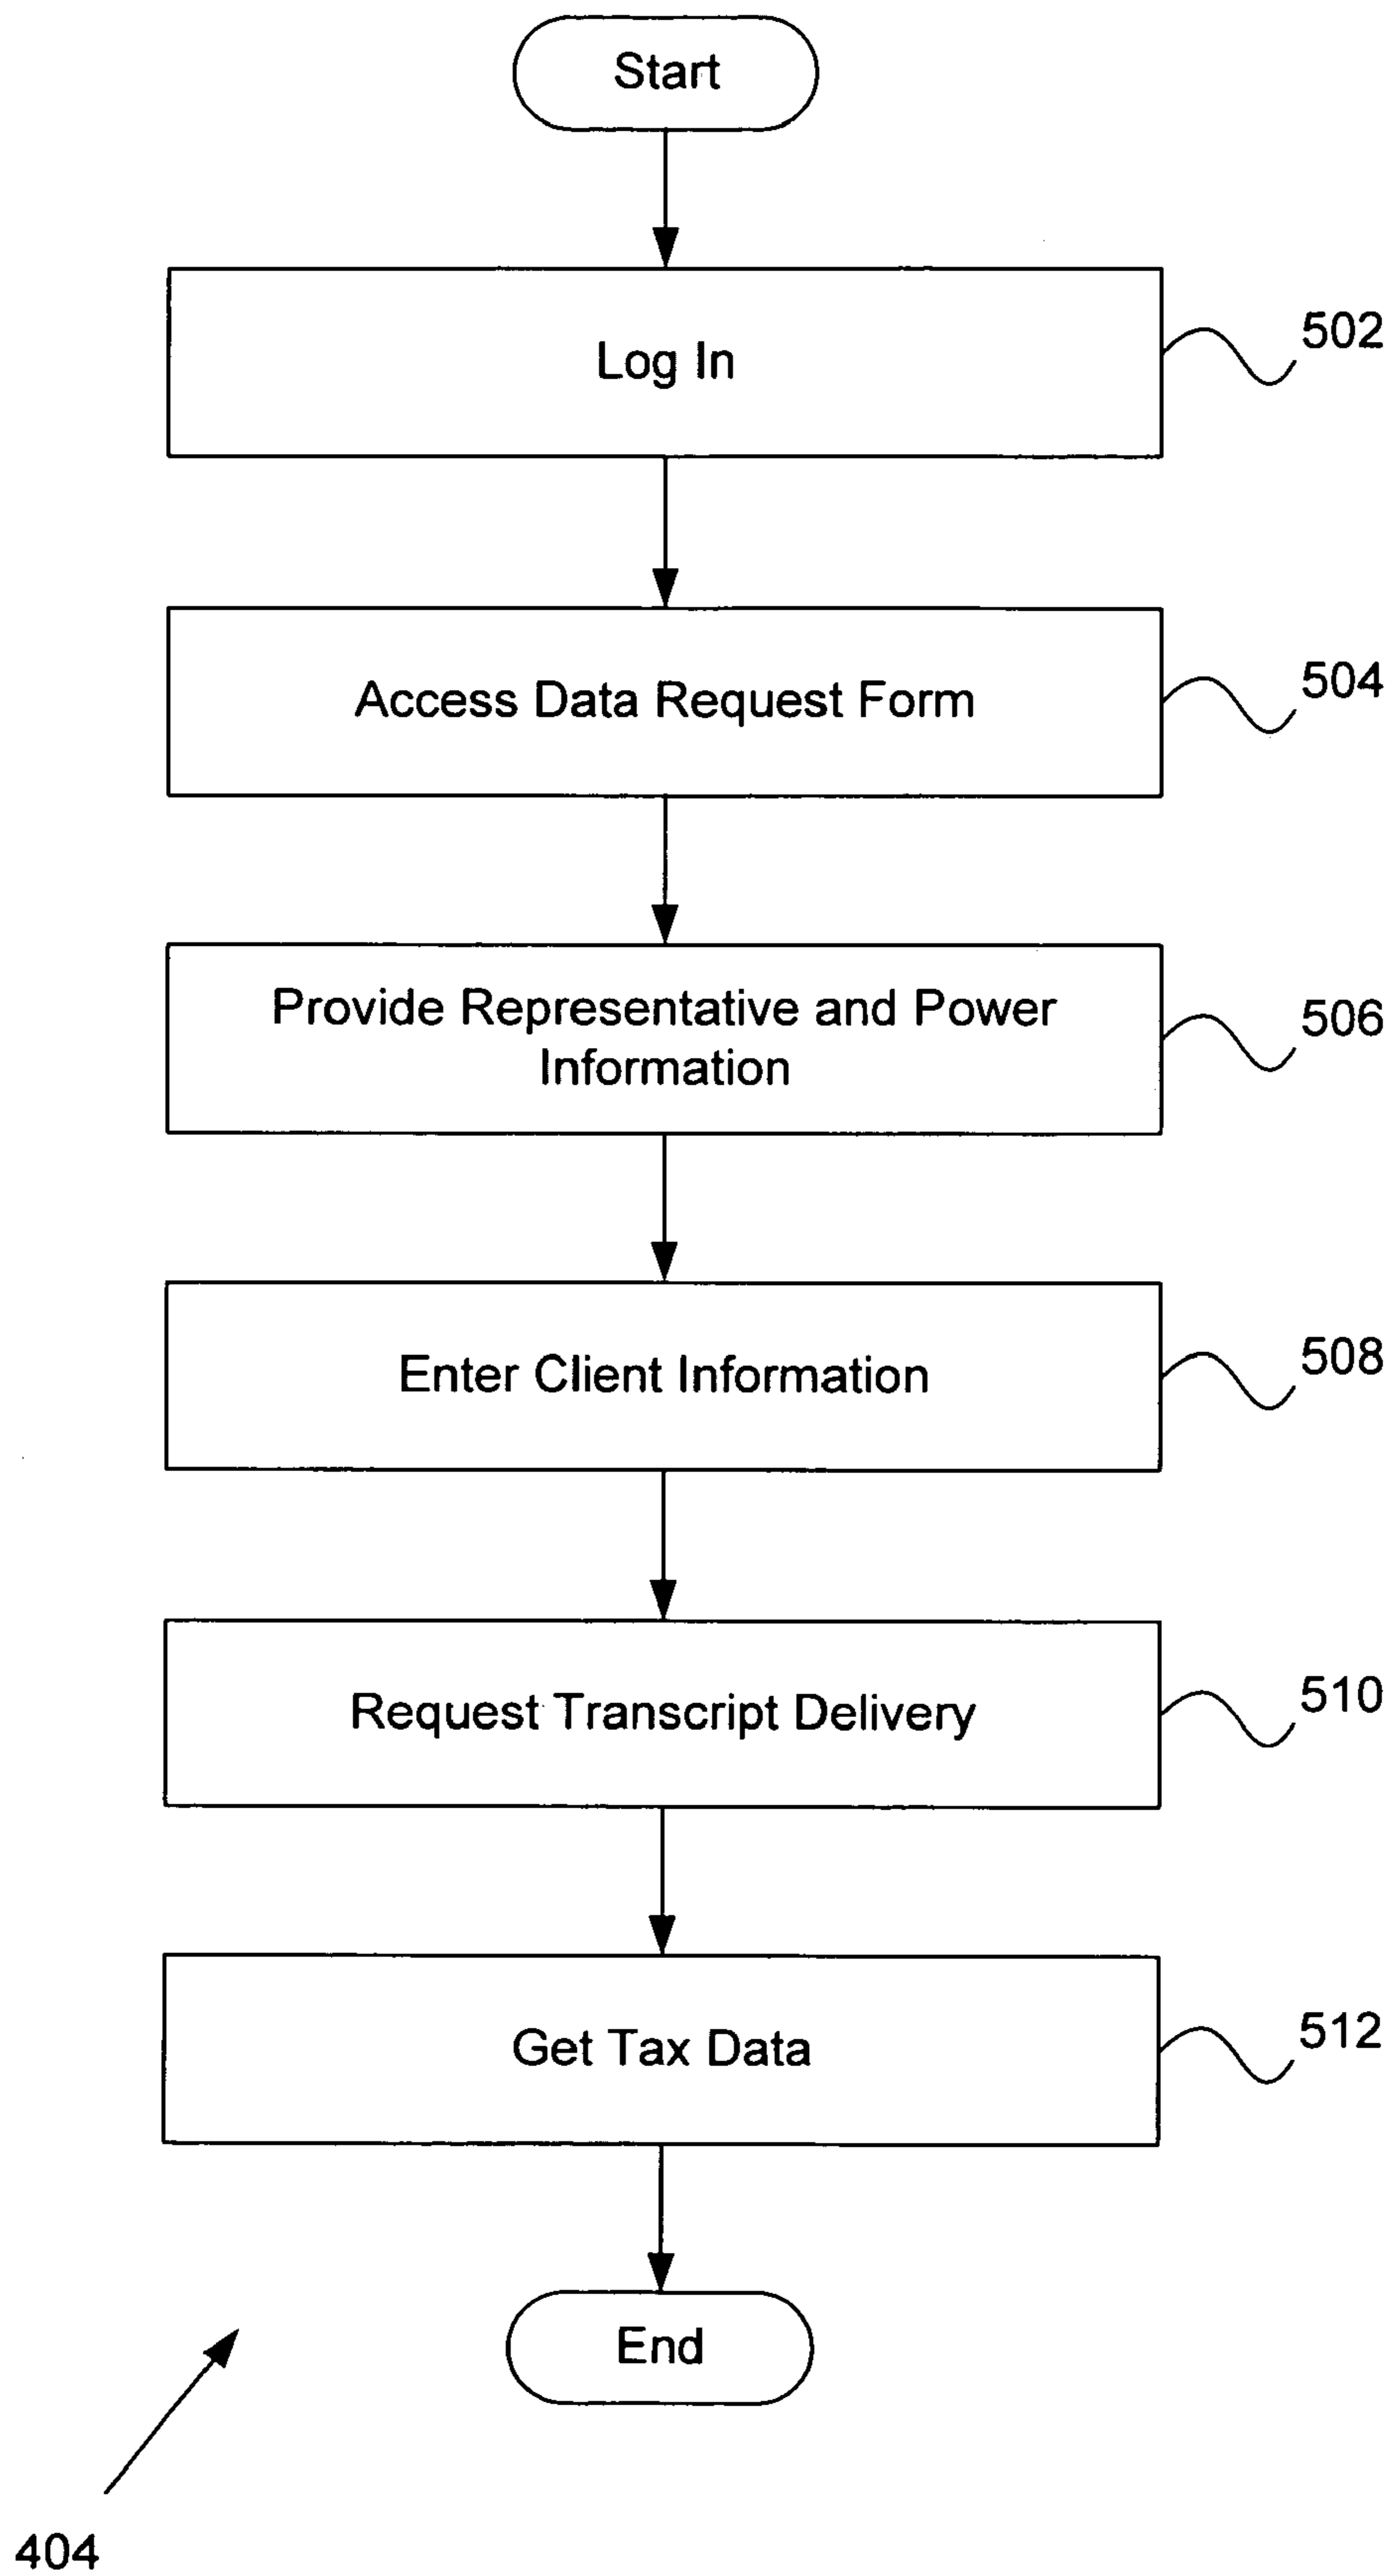 Start
Log In
502
Access Data Request Form
504
Provide Representative and Power
Information
506
Enter Client Information
508
Request Transcript Delivery
510
Get Tax Data
512
End
404